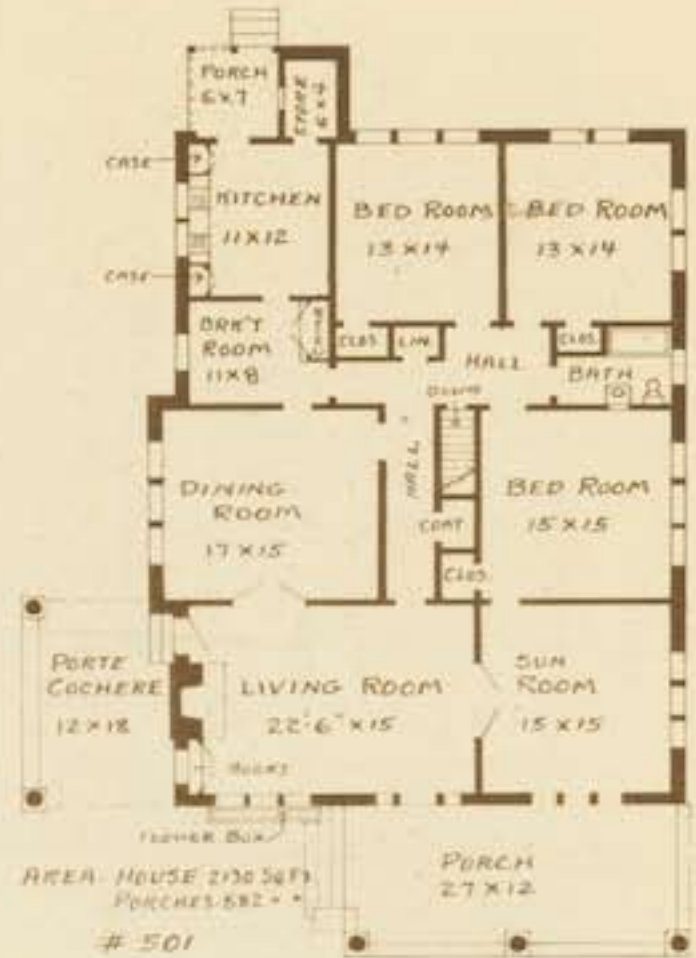 PORCH
6X7
STORE
6X4
CASE
KITCHEN
11X12
CASE
BED ROOM
13X14
BED ROOM
13X14
BRK'T
ROOM
11X8
CLOS.
LIN.
HALL
CLOS.
BATH
DOWN
HALL
DINING
ROOM
17X15
COAT
CLOS.
BED ROOM
15X15
PORTE
COCHERE
12X18
LIVING ROOM
22'-6"X15
SUN
ROOM
15X15
BOOKS
FLOWER BOX
AREA HOUSE 2130 SQ FT
PORCHES 582 " "
PORCH
27X12
# 501